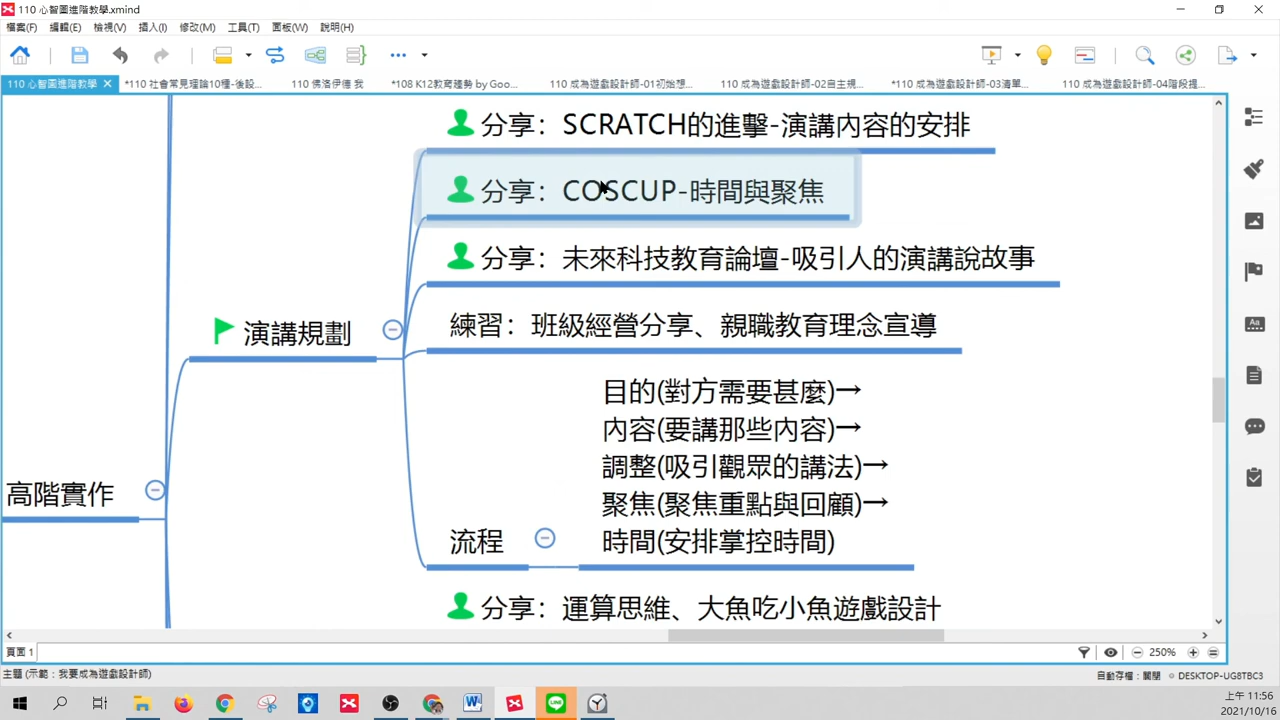 110 心智圖進階教學.xmind
檔案(F) 編輯(E) 檢視(V) 插入(I) 修改(M) 工具(T) 面板(W) 說明(H)
110 心智圖進階教學 *110 社會常見理論10種-後設... 110 佛洛伊德 我 *108 K12教育趨勢 by Goo... 110 成為遊戲設計師-01初始想... 110 成為遊戲設計師-02自主規... *110 成為遊戲設計師-03清單... 110 成為遊戲設計師-04階段提...
分享：SCRATCH的進擊-演講內容的安排
分享：COSCUP-時間與聚焦
分享：未來科技教育論壇-吸引人的演講說故事
練習：班級經營分享、親職教育理念宣導
演講規劃
目的(對方需要甚麼)→
內容(要講那些內容)→
調整(吸引觀眾的講法)→
聚焦(聚焦重點與回顧)→
時間(安排掌控時間)
高階實作
流程
分享：運算思維、大魚吃小魚遊戲設計
頁面 1
250%
主題 (示範：我要成為遊戲設計師)
自動存檔：關閉 DESKTOP-UG8TBC3
上午 11:56
2021/10/16